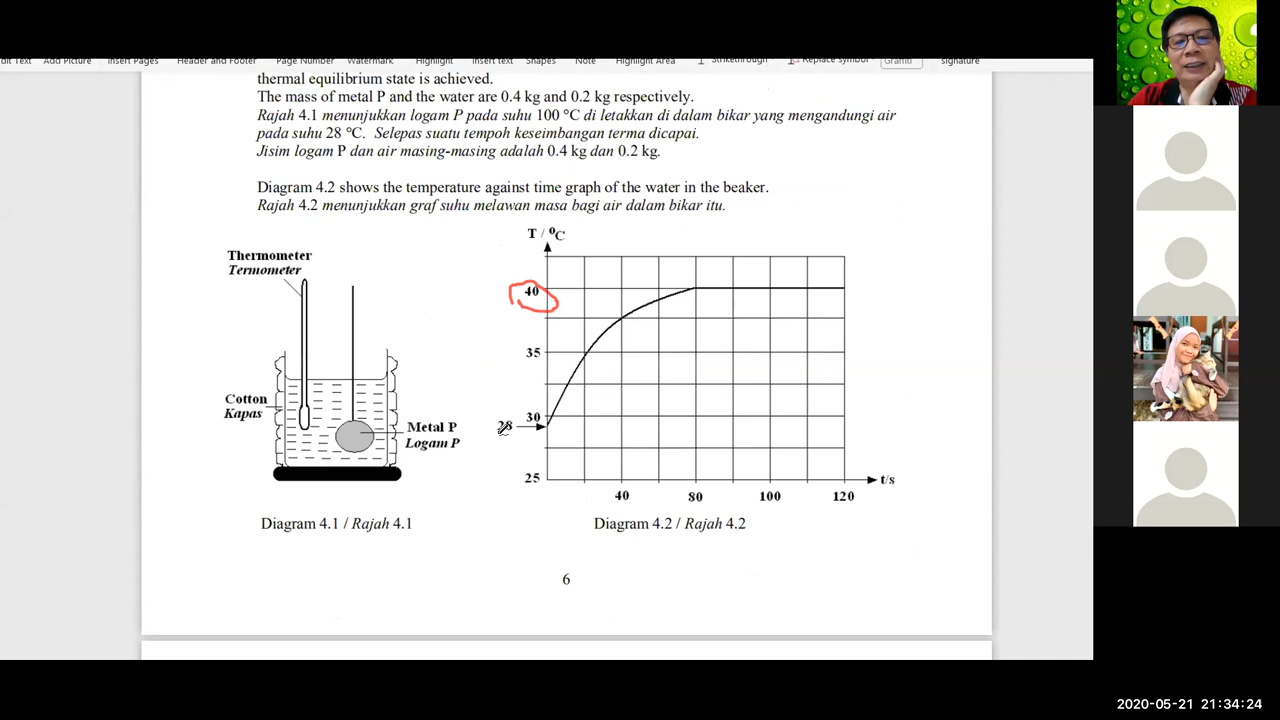 dit Text Add Picture Insert Pages Header and Footer Page Number Watermark Highlight Insert text Shapes Note Highlight Area Strikethrough Replace symbol Graffiti signature
thermal equilibrium state is achieved.
The mass of metal P and the water are 0.4 kg and 0.2 kg respectively.
Rajah 4.1 menunjukkan logam P pada suhu 100 °C di letakkan di dalam bikar yang mengandungi air
pada suhu 28 °C. Selepas suatu tempoh keseimbangan terma dicapai.
Jisim logam P dan air masing-masing adalah 0.4 kg dan 0.2 kg.
Diagram 4.2 shows the temperature against time graph of the water in the beaker.
Rajah 4.2 menunjukkan graf suhu melawan masa bagi air dalam bikar itu.
Thermometer
Termometer
Cotton
Kapas
Metal P
Logam P
Diagram 4.1 / Rajah 4.1
T / ⁰C
40
35
30
28
25
40 80 100 120
t/s
Diagram 4.2 / Rajah 4.2
6
2020-05-21 21:34:24